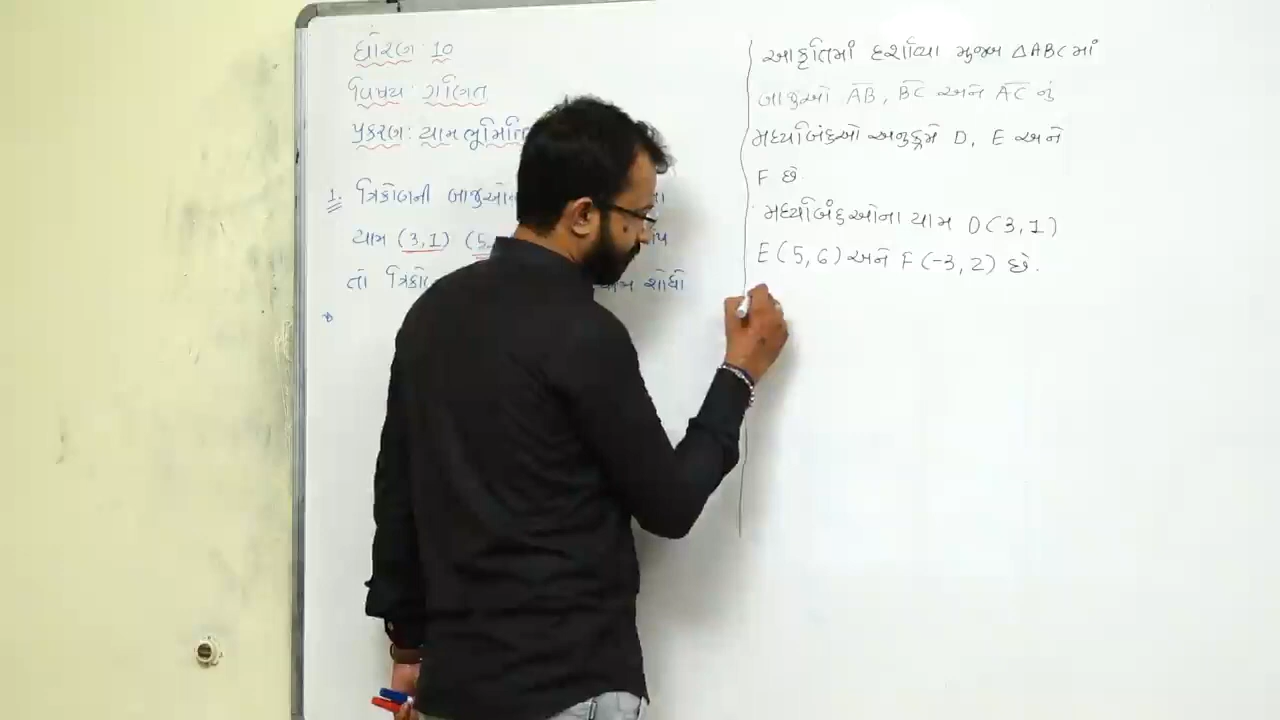 ધોરણ : 10
વિષય : ગણિત
પ્રકરણ : યામ ભૂમિતિ
1. ત્રિકોણની બાજુઓના
યામ (3,1) (5,
તો શોધો
આકૃતિમાં દર્શાવ્યા મુજબ △ABC માં
બાજુઓ AB, BC અને AC નું
મધ્યબિંદુઓ અનુક્રમે D, E અને
F છે.
મધ્યબિંદુઓના યામ D(3,1)
E(5,6) અને F(-3,2) છે.